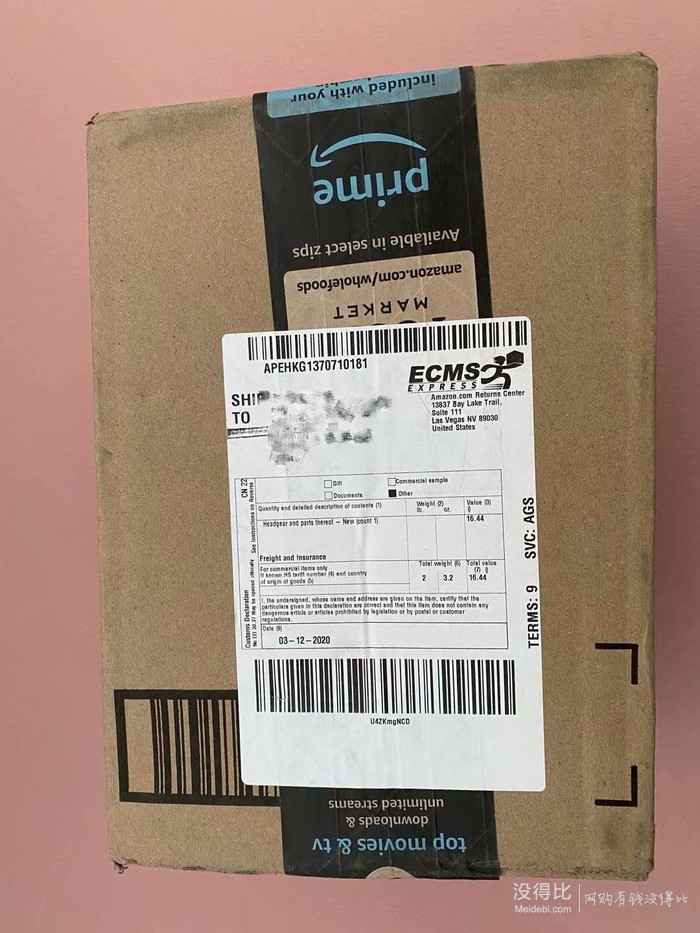 included with your
prime
Available in select zips
amazon.com/wholefoods
MARKET
APEHKG1370710181
ECMS
EXPRESS
SHIP
TO
Amazon.com Returns Center
13837 Bay Lake Trail,
Suite 111
Las Vegas NV 89030
United States
CN 22
Customs Declaration
May be opened officially
See Instructions on Reverse
Gift
Commercial sample
Documents
Other
Quantity and detailed description of contents (1)
Weight (2)
lb. oz.
Value (3)
()
Headgear and parts thereof – New (count 1)
16.44
Freight and Insurance
For commercial items only
If known HS tariff number (4) and country
of origin of goods (5)
Total weight (6)
2 3.2
Total value
(7) ()
16.44
I, the undersigned, whose name and address are given on the item, certify that the
particulars given in this declaration are correct and that this item does not contain any
dangerous article or articles prohibited by legislation or by postal or customer
regulations.
Date (8)
03-12-2020
TERMS: 9 SVC: AGS
U4ZKmgNCD
downloads &
unlimited streams
top movies & tv
没得比
Meidebi.com
网购有钱没得比